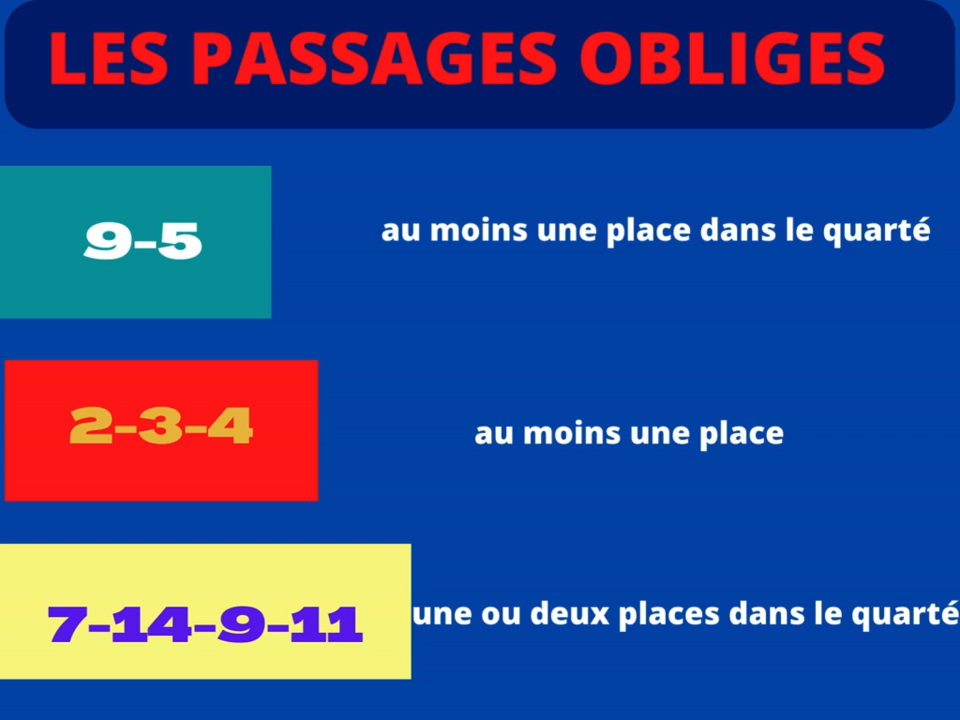 LES PASSAGES OBLIGES
9-5
au moins une place dans le quarté
2-3-4
au moins une place
7-14-9-11
une ou deux places dans le quarté